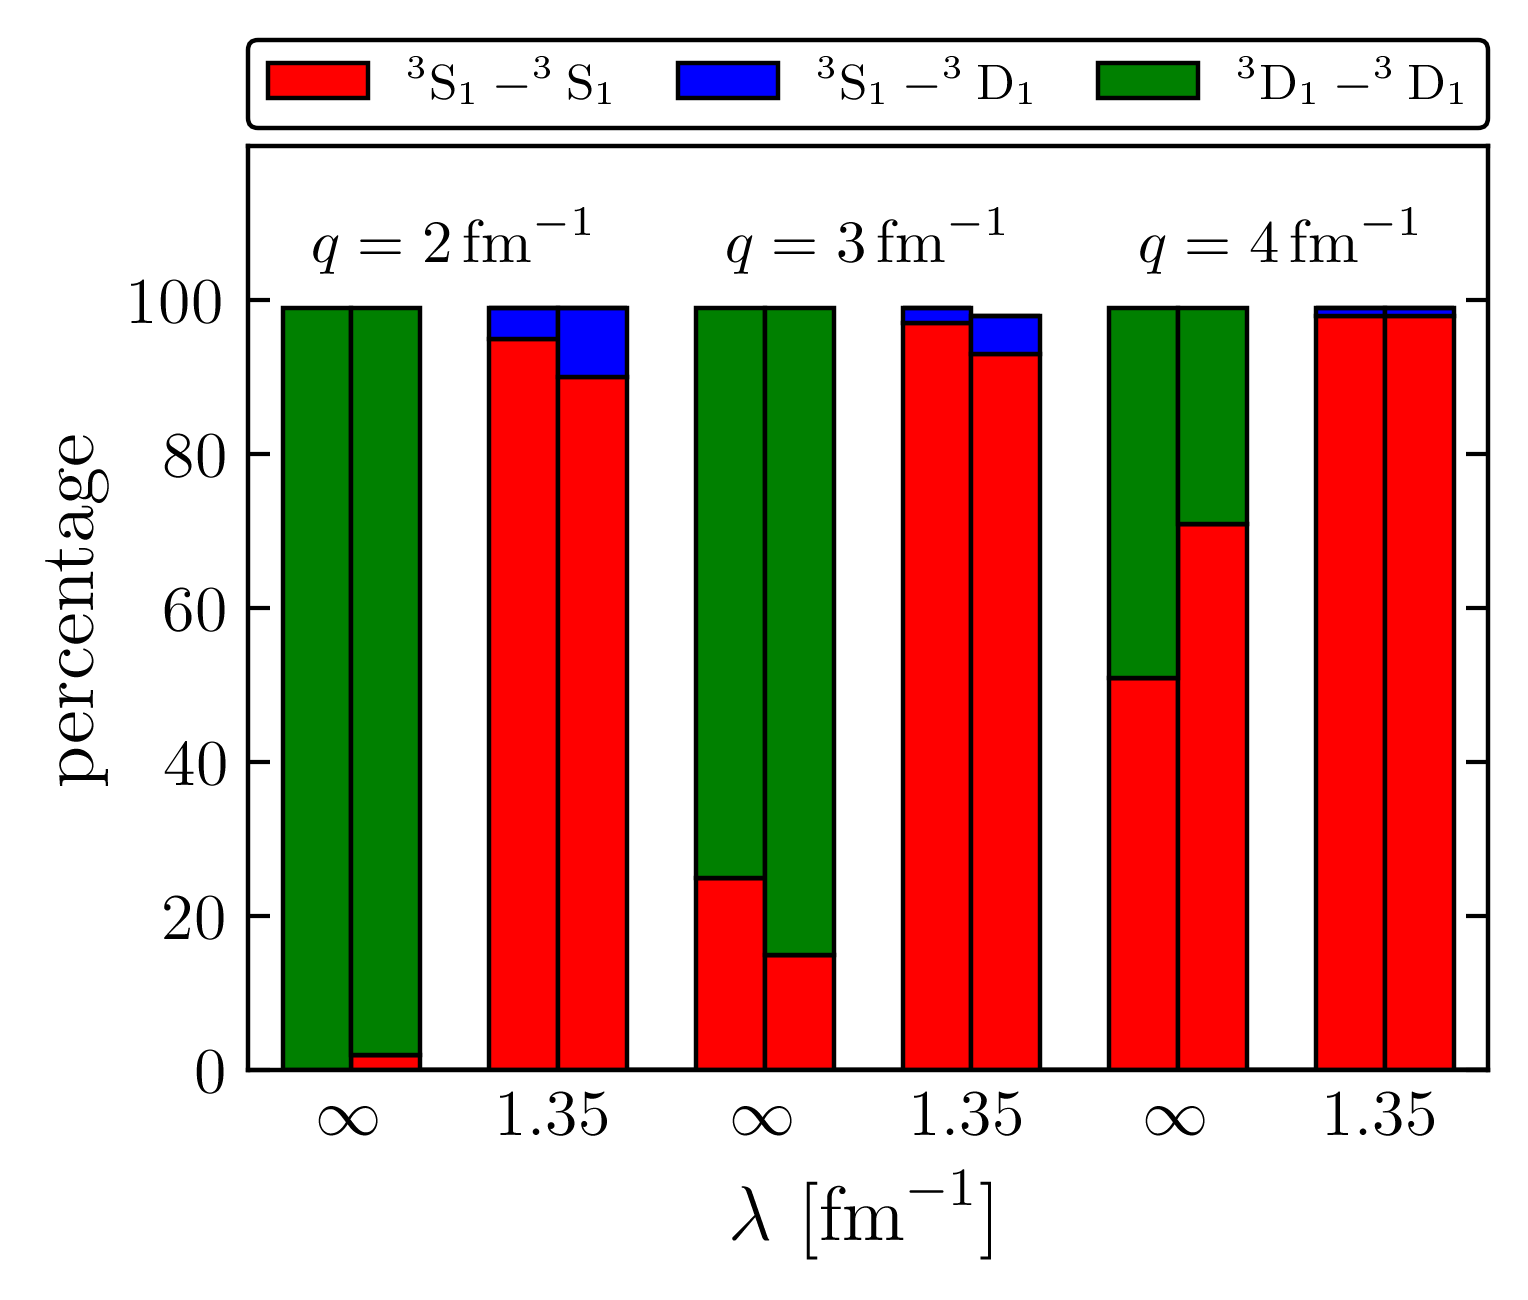 ³S₁ −³ S₁ ³S₁ −³ D₁ ³D₁ −³ D₁
q = 2 fm⁻¹ q = 3 fm⁻¹ q = 4 fm⁻¹
100
80
60
40
20
0
percentage
∞ 1.35 ∞ 1.35 ∞ 1.35
λ [fm⁻¹]